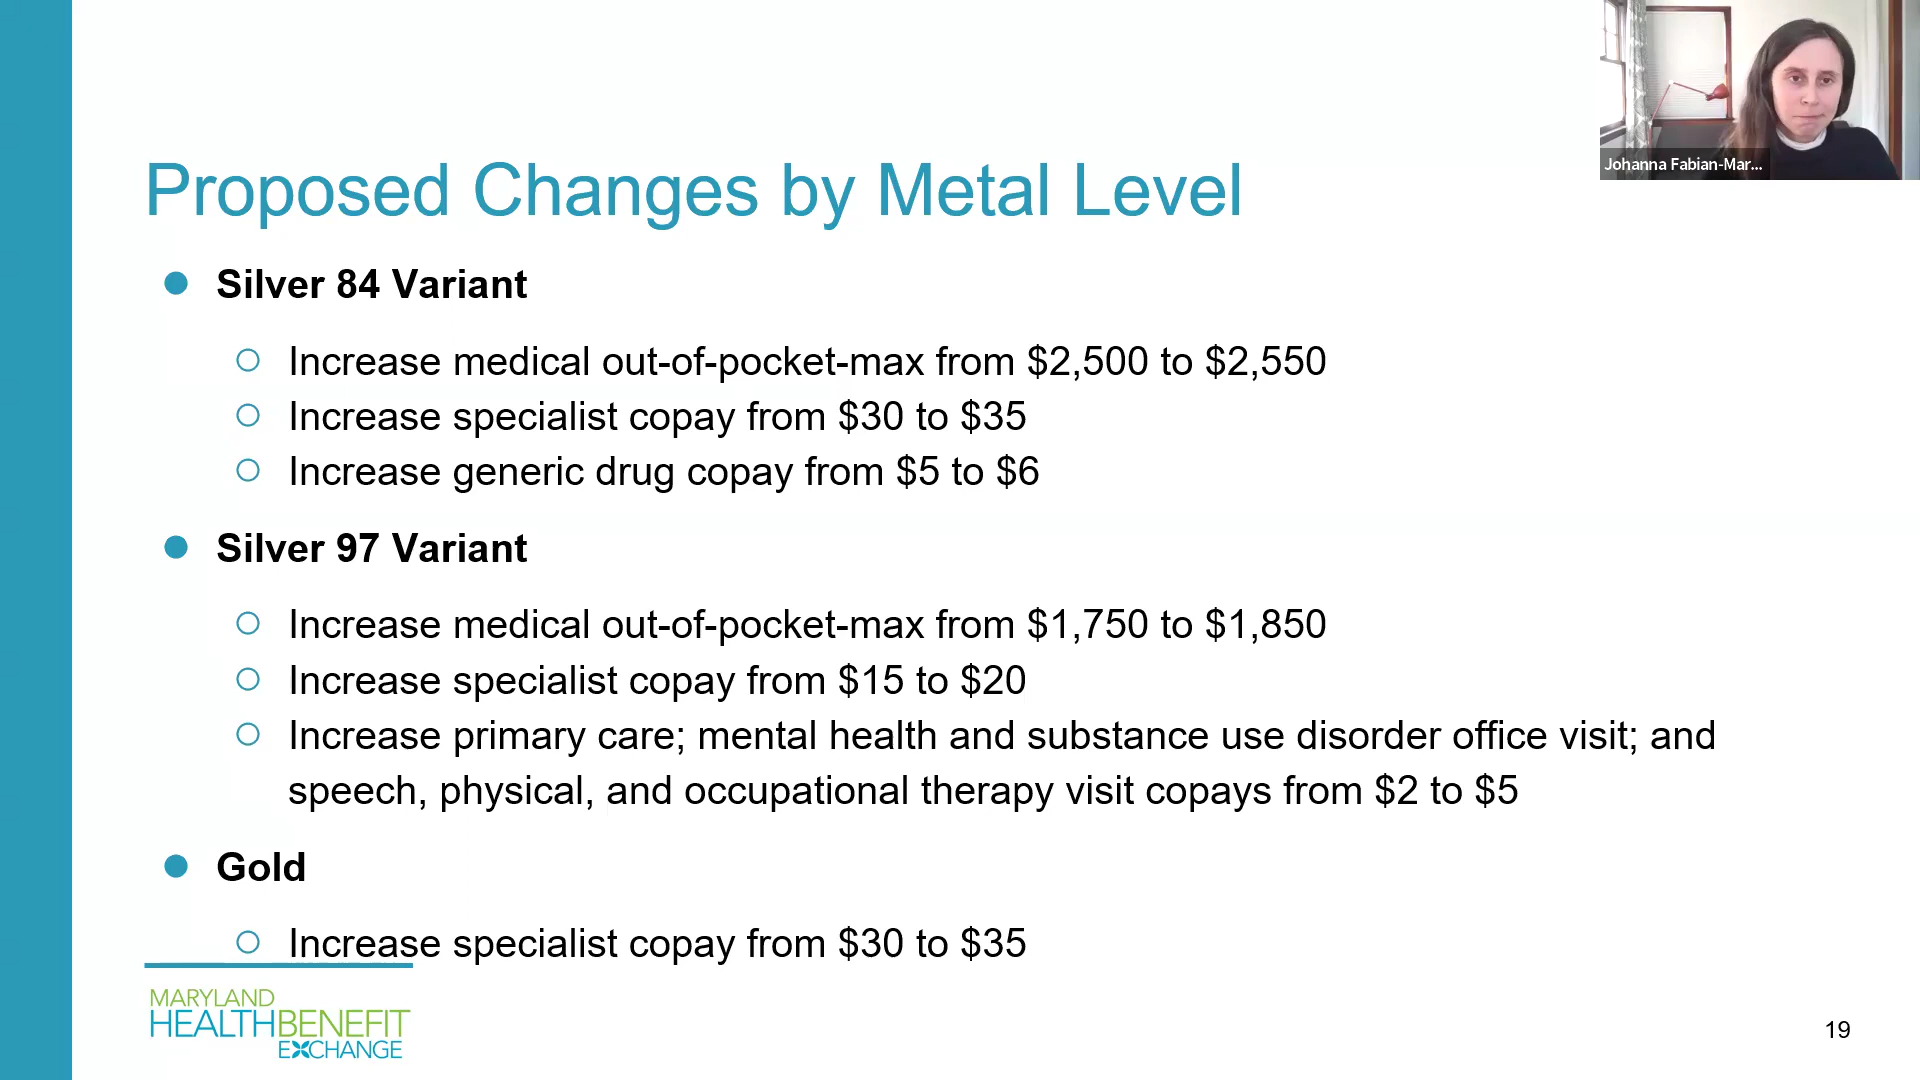 Johanna Fabian-Mar...
Proposed Changes by Metal Level
Silver 84 Variant
Increase medical out-of-pocket-max from $2,500 to $2,550
Increase specialist copay from $30 to $35
Increase generic drug copay from $5 to $6
Silver 97 Variant
Increase medical out-of-pocket-max from $1,750 to $1,850
Increase specialist copay from $15 to $20
Increase primary care; mental health and substance use disorder office visit; and
speech, physical, and occupational therapy visit copays from $2 to $5
Gold
Increase specialist copay from $30 to $35
MARYLAND
HEALTHBENEFIT
EXCHANGE
19